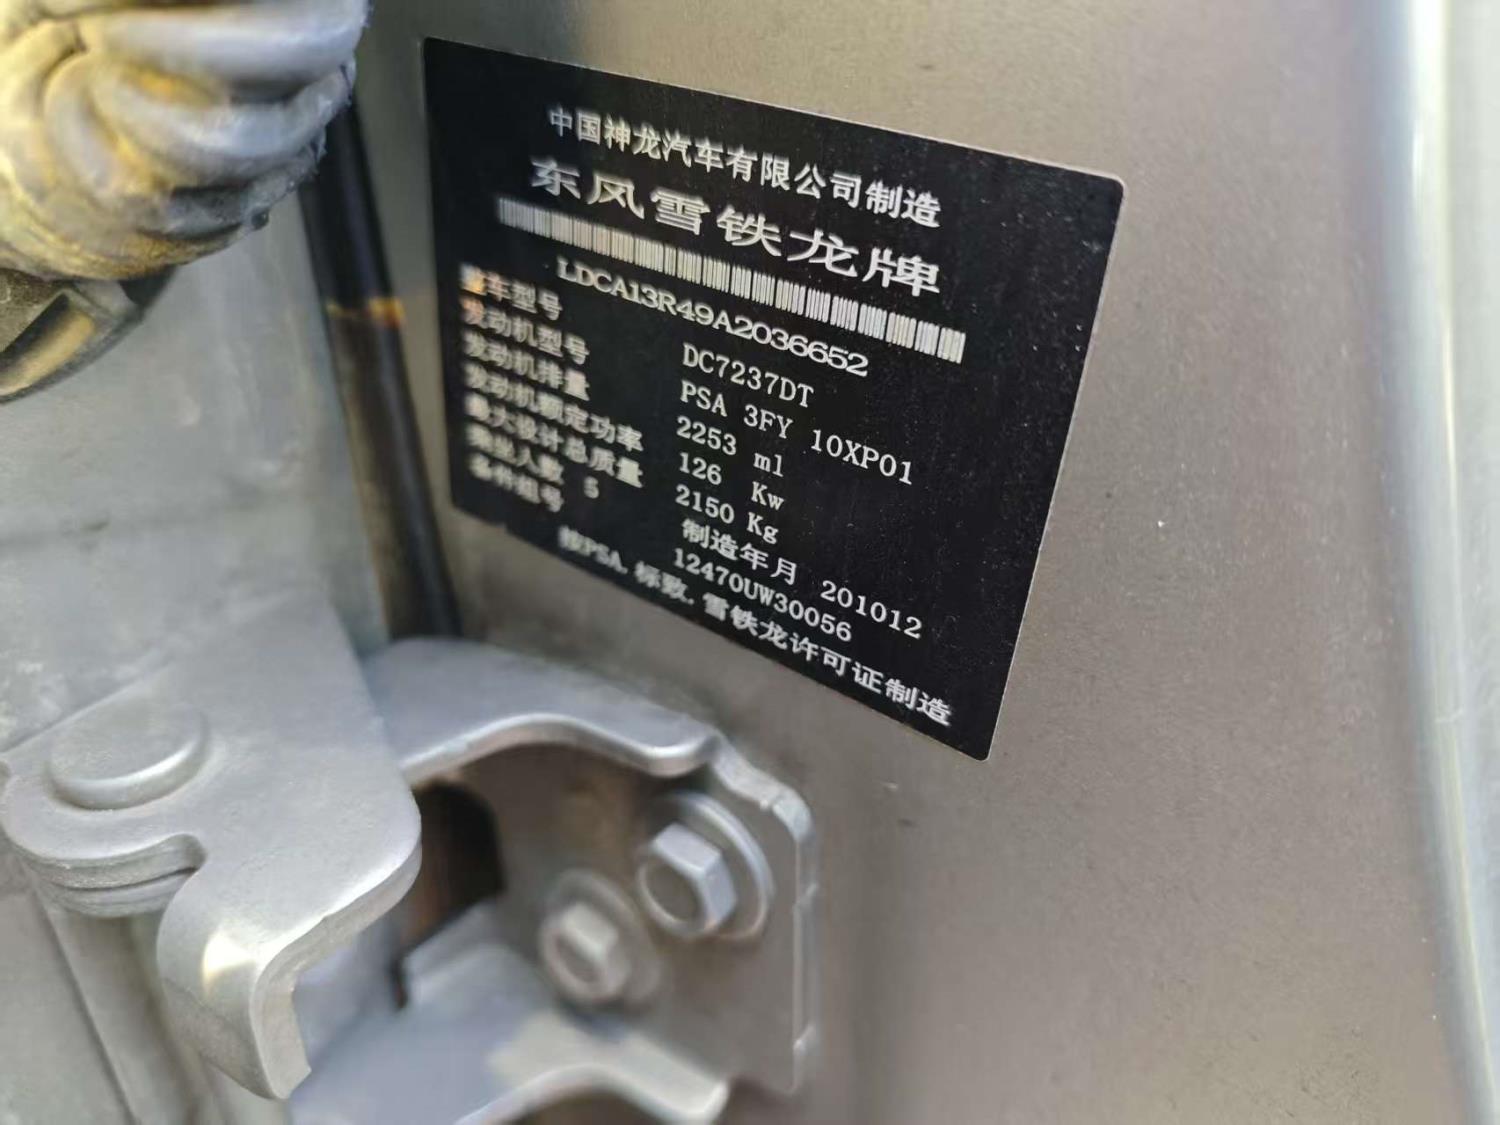 中国神龙汽车有限公司制造
东风雪铁龙牌
LDCA13R49A2036652
整车型号 DC7237DT
发动机型号 PSA 3FY 10XP01
发动机排量 2253 ml
发动机额定功率 126 Kw
最大设计总质量 2150 Kg
乘坐人数 5 制造年月 201012
备件组号 12470UW30056
按PSA.标致.雪铁龙许可证制造